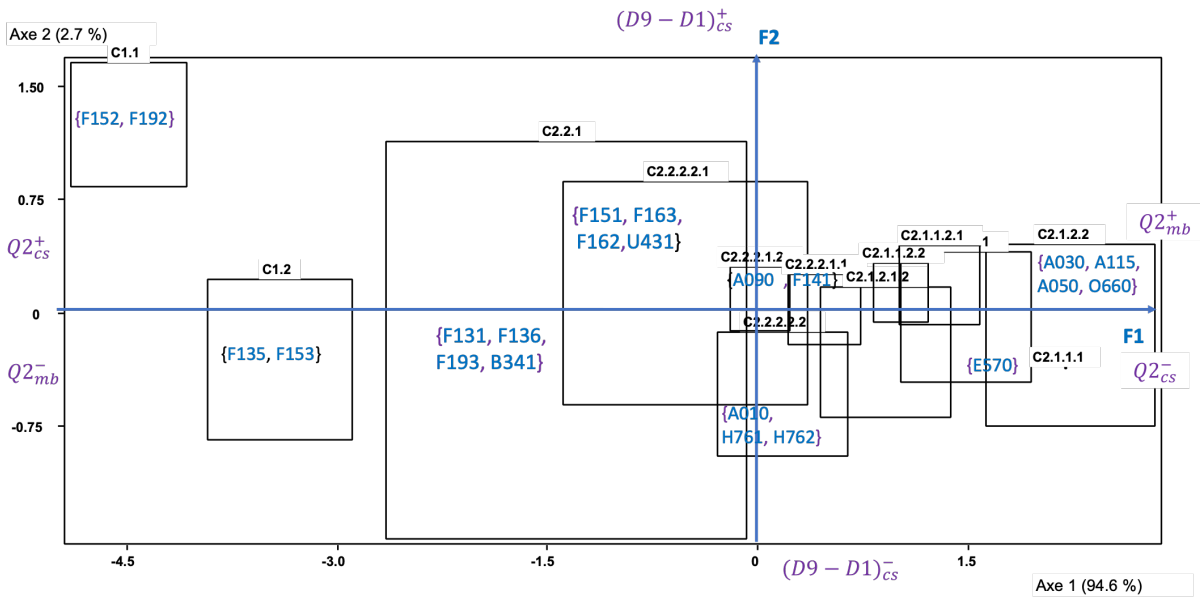 (D9 − D1)⁺cs
Axe 2 (2.7 %)
F2
C1.1
1.50
{F152, F192}
C2.2.1
C2.2.2.2.1
0.75
{F151, F163,
F162,U431}
Q2⁺mb
Q2⁺cs
C2.1.1.2.1
1
C2.1.2.2
C2.2.2.1.2
C2.2.2.1.1
C2.1.1.2.2
{A030, A115,
A050, O660}
C1.2
{A090 , F141}
C2.1.2.1.2
0
C2.2.2.2.2
F1
{F131, F136,
F193, B341}
{F135, F153}
C2.1.1.1
{E570}
Q2⁻mb
Q2⁻cs
{A010,
H761, H762}
-0.75
-4.5
-3.0
-1.5
0
1.5
(D9 − D1)⁻cs
Axe 1 (94.6 %)